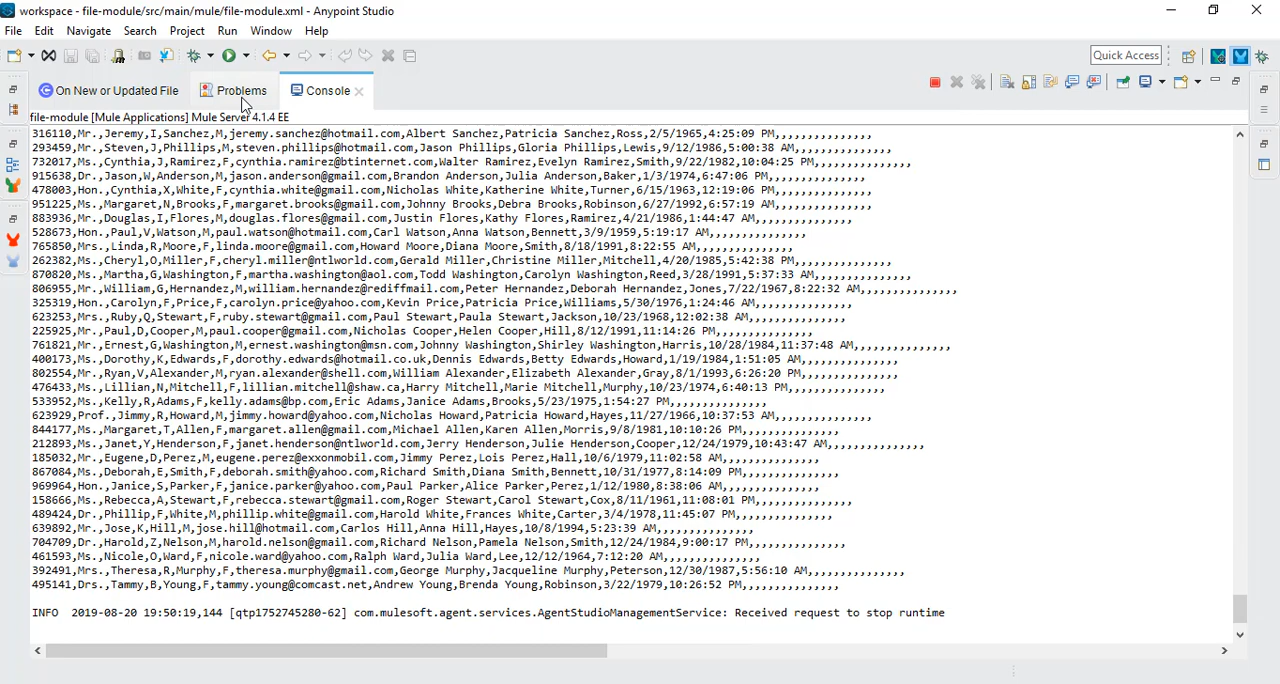 workspace - file-module/src/main/mule/file-module.xml - Anypoint Studio
File Edit Navigate Search Project Run Window Help
Quick Access
On New or Updated File Problems Console
file-module [Mule Applications] Mule Server 4.1.4 EE
316110,Mr.,Jeremy,I,Sanchez,M,jeremy.sanchez@hotmail.com,Albert Sanchez,Patricia Sanchez,Ross,2/5/1965,4:25:09 PM,,,,,,,,,,,,,,,
293459,Mr.,Steven,J,Phillips,M,steven.phillips@hotmail.com,Jason Phillips,Gloria Phillips,Lewis,9/12/1986,5:00:38 AM,,,,,,,,,,,,,,,
732017,Ms.,Cynthia,J,Ramirez,F,cynthia.ramirez@btinternet.com,Walter Ramirez,Evelyn Ramirez,Smith,9/22/1982,10:04:25 PM,,,,,,,,,,,,,,,
915638,Dr.,Jason,W,Anderson,M,jason.anderson@gmail.com,Brandon Anderson,Julia Anderson,Baker,1/3/1974,6:47:06 PM,,,,,,,,,,,,,,,
478003,Hon.,Cynthia,X,White,F,cynthia.white@gmail.com,Nicholas White,Katherine White,Turner,6/15/1963,12:19:06 PM,,,,,,,,,,,,,,,
951225,Ms.,Margaret,N,Brooks,F,margaret.brooks@gmail.com,Johnny Brooks,Debra Brooks,Robinson,6/27/1992,6:57:19 AM,,,,,,,,,,,,,,,
883936,Mr.,Douglas,I,Flores,M,douglas.flores@gmail.com,Justin Flores,Kathy Flores,Ramirez,4/21/1986,1:44:47 AM,,,,,,,,,,,,,,,
528673,Hon.,Paul,V,Watson,M,paul.watson@hotmail.com,Carl Watson,Anna Watson,Bennett,3/9/1959,5:19:17 AM,,,,,,,,,,,,,,,
765850,Mrs.,Linda,R,Moore,F,linda.moore@gmail.com,Howard Moore,Diana Moore,Smith,8/18/1991,8:22:55 AM,,,,,,,,,,,,,,,
262382,Ms.,Cheryl,O,Miller,F,cheryl.miller@ntlworld.com,Gerald Miller,Christine Miller,Mitchell,4/20/1985,5:42:38 PM,,,,,,,,,,,,,,,
870820,Ms.,Martha,G,Washington,F,martha.washington@aol.com,Todd Washington,Carolyn Washington,Reed,3/28/1991,5:37:33 AM,,,,,,,,,,,,,,,
806955,Mr.,William,G,Hernandez,M,william.hernandez@rediffmail.com,Peter Hernandez,Deborah Hernandez,Jones,7/22/1967,8:22:32 AM,,,,,,,,,,,,,,,
325319,Hon.,Carolyn,F,Price,F,carolyn.price@yahoo.com,Kevin Price,Patricia Price,Williams,5/30/1976,1:24:46 AM,,,,,,,,,,,,,,,
623253,Mrs.,Ruby,Q,Stewart,F,ruby.stewart@gmail.com,Paul Stewart,Paula Stewart,Jackson,10/23/1968,12:02:38 AM,,,,,,,,,,,,,,,
225925,Mr.,Paul,D,Cooper,M,paul.cooper@gmail.com,Nicholas Cooper,Helen Cooper,Hill,8/12/1991,11:14:26 PM,,,,,,,,,,,,,,,
761821,Mr.,Ernest,G,Washington,M,ernest.washington@msn.com,Johnny Washington,Shirley Washington,Harris,10/28/1984,11:37:48 AM,,,,,,,,,,,,,,,
400173,Ms.,Dorothy,K,Edwards,F,dorothy.edwards@hotmail.co.uk,Dennis Edwards,Betty Edwards,Howard,1/19/1984,1:51:05 AM,,,,,,,,,,,,,,,
802554,Mr.,Ryan,V,Alexander,M,ryan.alexander@shell.com,William Alexander,Elizabeth Alexander,Gray,8/1/1993,6:26:20 PM,,,,,,,,,,,,,,,
476433,Ms.,Lillian,N,Mitchell,F,lillian.mitchell@shaw.ca,Harry Mitchell,Marie Mitchell,Murphy,10/23/1974,6:40:13 PM,,,,,,,,,,,,,,,
533952,Ms.,Kelly,R,Adams,F,kelly.adams@bp.com,Eric Adams,Janice Adams,Brooks,5/23/1975,1:54:27 PM,,,,,,,,,,,,,,,
623929,Prof.,Jimmy,R,Howard,M,jimmy.howard@yahoo.com,Nicholas Howard,Patricia Howard,Hayes,11/27/1966,10:37:53 AM,,,,,,,,,,,,,,,
844177,Ms.,Margaret,T,Allen,F,margaret.allen@gmail.com,Michael Allen,Karen Allen,Morris,9/8/1981,10:10:26 PM,,,,,,,,,,,,,,,
212893,Ms.,Janet,Y,Henderson,F,janet.henderson@ntlworld.com,Jerry Henderson,Julie Henderson,Cooper,12/24/1979,10:43:47 AM,,,,,,,,,,,,,,,
185032,Mr.,Eugene,D,Perez,M,eugene.perez@exxonmobil.com,Jimmy Perez,Lois Perez,Hall,10/6/1979,11:02:58 AM,,,,,,,,,,,,,,,
867084,Ms.,Deborah,E,Smith,F,deborah.smith@yahoo.com,Richard Smith,Diana Smith,Bennett,10/31/1977,8:14:09 PM,,,,,,,,,,,,,,,
969964,Hon.,Janice,S,Parker,F,janice.parker@yahoo.com,Paul Parker,Alice Parker,Perez,1/12/1980,8:38:06 AM,,,,,,,,,,,,,,,
158666,Ms.,Rebecca,A,Stewart,F,rebecca.stewart@gmail.com,Roger Stewart,Carol Stewart,Cox,8/11/1961,11:08:01 PM,,,,,,,,,,,,,,,
489424,Dr.,Phillip,F,White,M,phillip.white@gmail.com,Harold White,Frances White,Carter,3/4/1978,11:45:07 PM,,,,,,,,,,,,,,,
639892,Mr.,Jose,K,Hill,M,jose.hill@hotmail.com,Carlos Hill,Anna Hill,Hayes,10/8/1994,5:23:39 AM,,,,,,,,,,,,,,,
704709,Dr.,Harold,Z,Nelson,M,harold.nelson@gmail.com,Richard Nelson,Pamela Nelson,Smith,12/24/1984,9:00:17 PM,,,,,,,,,,,,,,,
461593,Ms.,Nicole,O,Ward,F,nicole.ward@yahoo.com,Ralph Ward,Julia Ward,Lee,12/12/1964,7:12:20 AM,,,,,,,,,,,,,,,
392491,Mrs.,Theresa,R,Murphy,F,theresa.murphy@gmail.com,George Murphy,Jacqueline Murphy,Peterson,12/30/1987,5:56:10 AM,,,,,,,,,,,,,,,
495141,Drs.,Tammy,B,Young,F,tammy.young@comcast.net,Andrew Young,Brenda Young,Robinson,3/22/1979,10:26:52 PM,,,,,,,,,,,,,,,
INFO 2019-08-20 19:50:19,144 [qtp1752745280-62] com.mulesoft.agent.services.AgentStudioManagementService: Received request to stop runtime